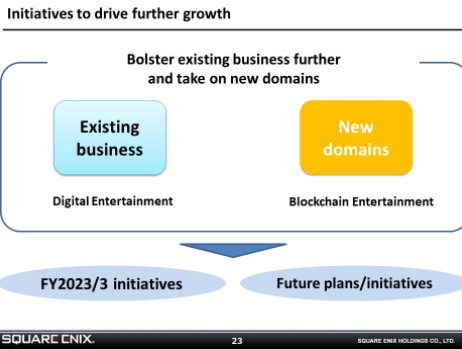 Initiatives to drive further growth
Bolster existing business further
and take on new domains
Existing
business
New
domains
Digital Entertainment
Blockchain Entertainment
FY2023/3 initiatives
Future plans/initiatives
SQUARE ENIX.
23
SQUARE ENIX HOLDINGS CO., LTD.